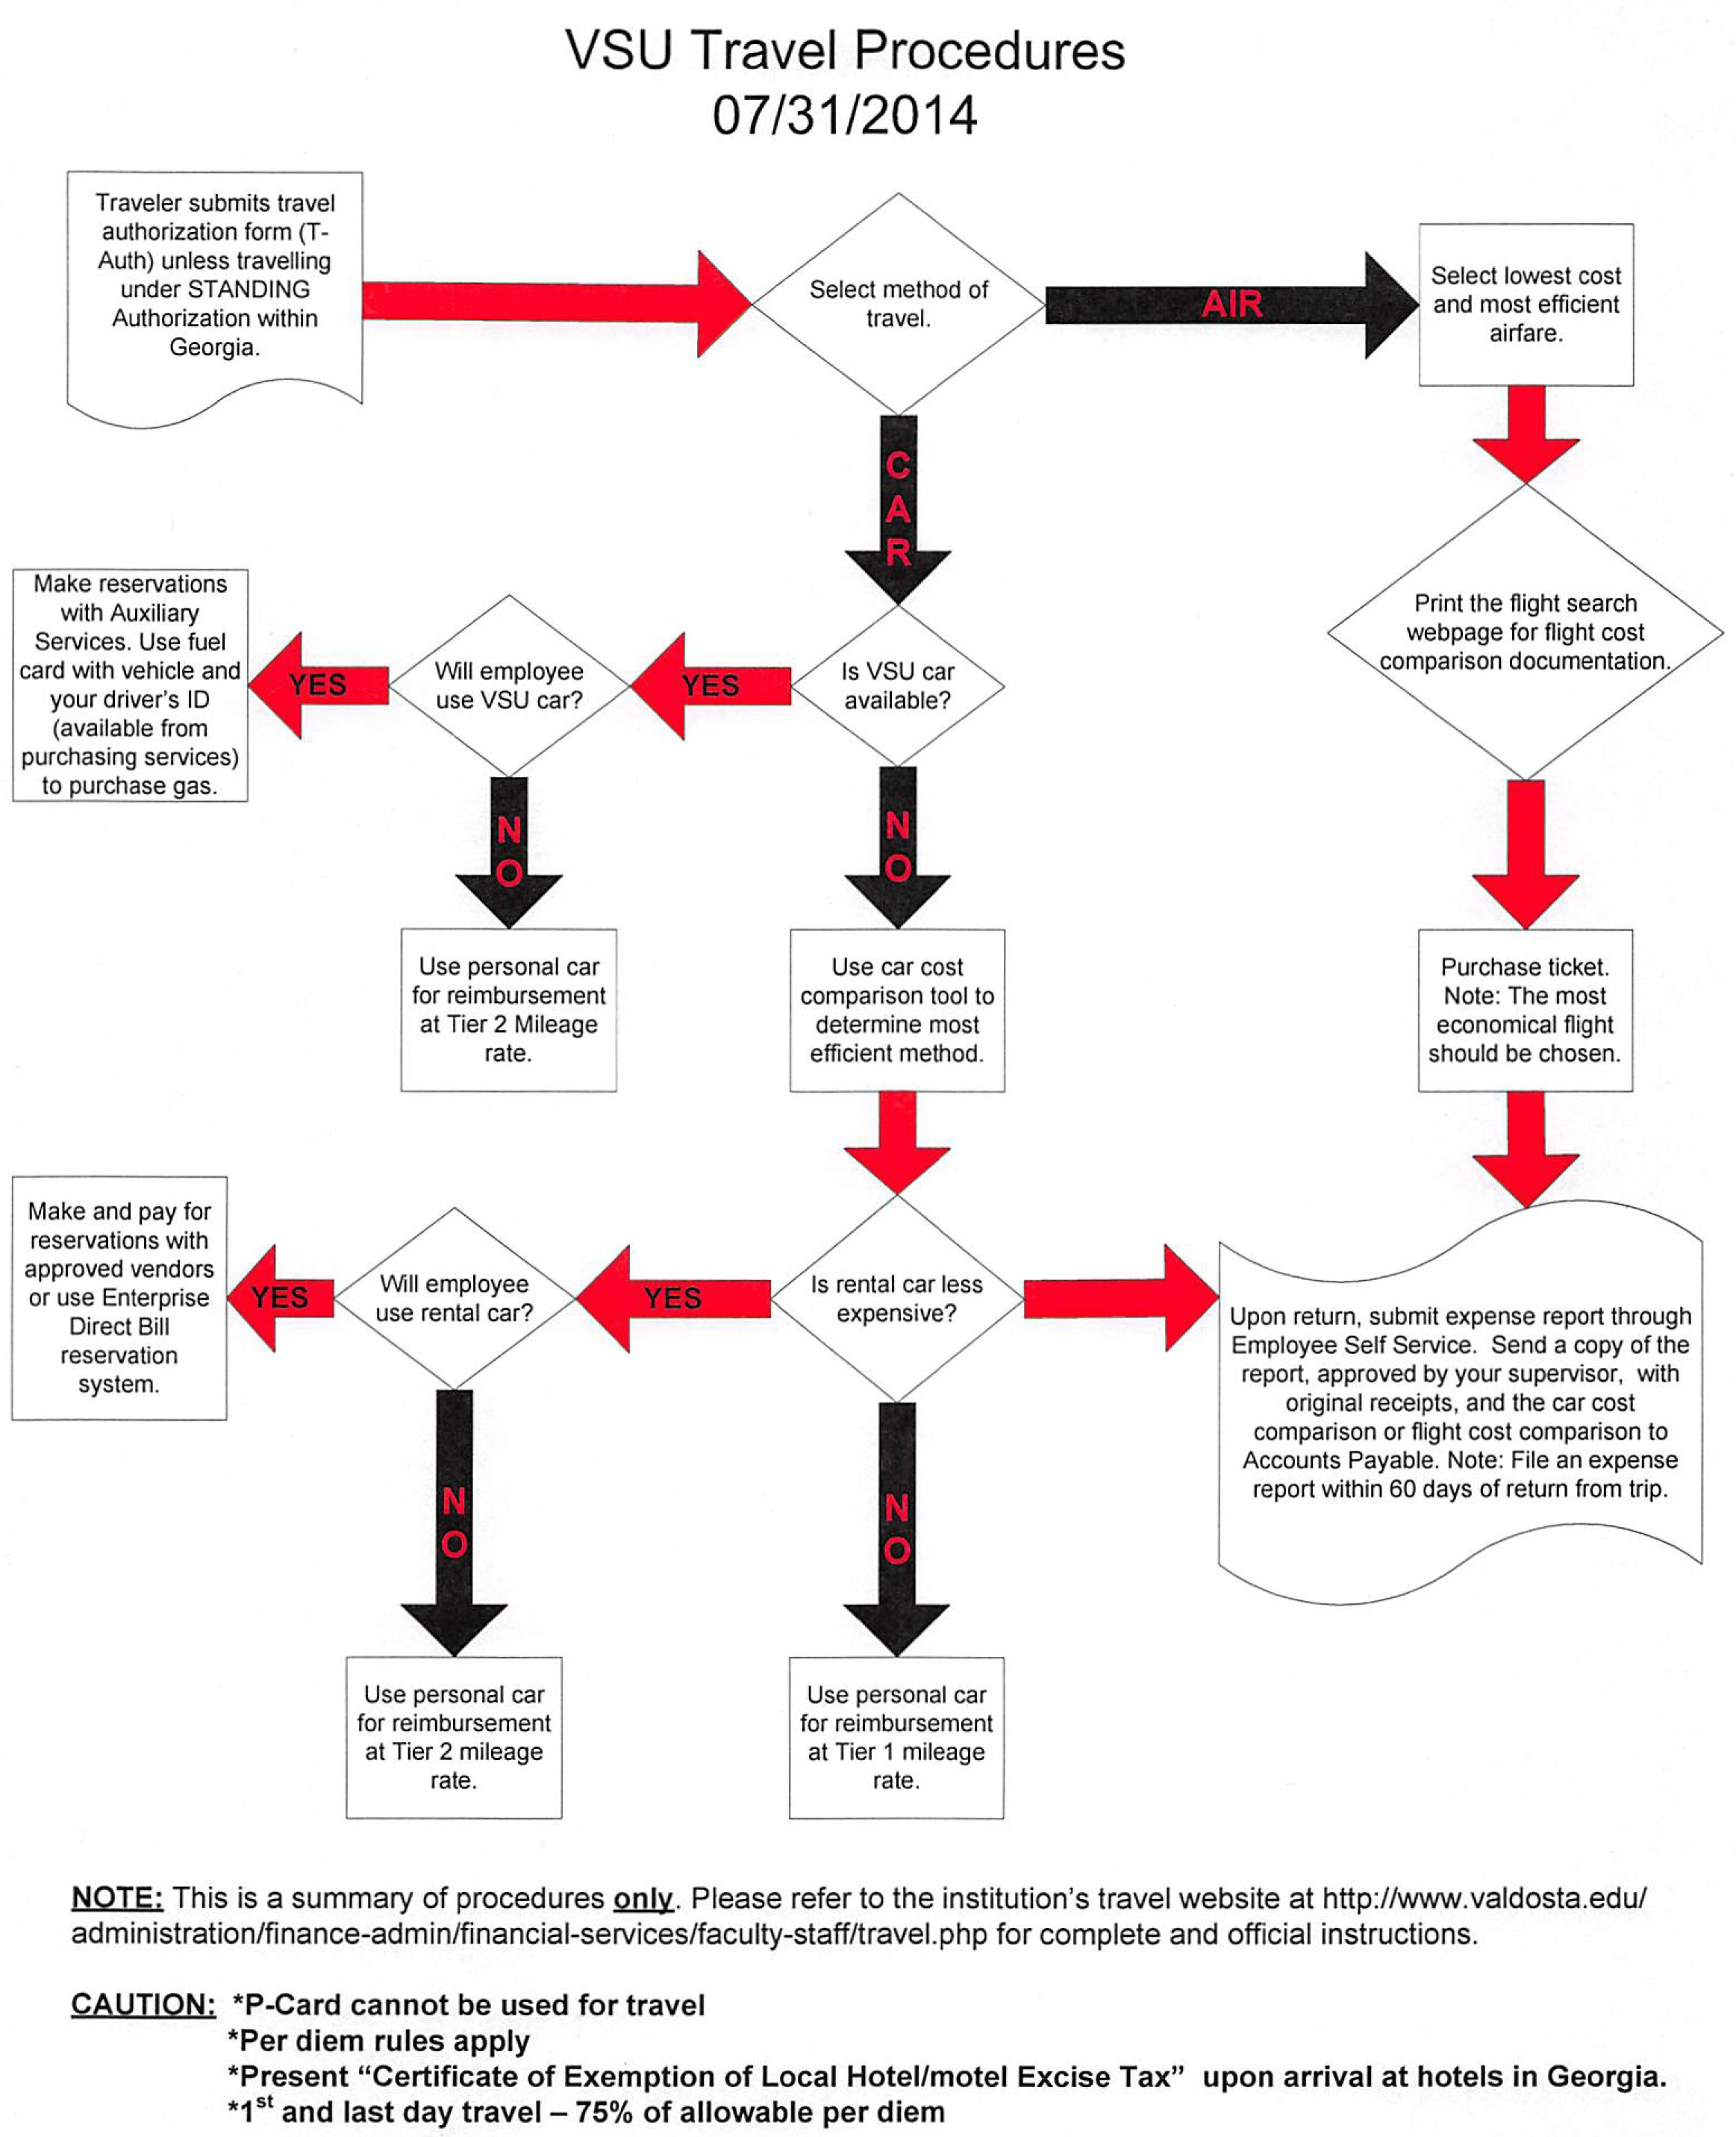 VSU Travel Procedures
07/31/2014
Traveler submits travel
authorization form (T-
Auth) unless travelling
under STANDING
Authorization within
Georgia.
Select method of
travel.
AIR
Select lowest cost
and most efficient
airfare.
CAR
Print the flight search
webpage for flight cost
comparison documentation.
Make reservations
with Auxiliary
Services. Use fuel
card with vehicle and
your driver's ID
(available from
purchasing services)
to purchase gas.
YES
Will employee
use VSU car?
YES
Is VSU car
available?
NO
NO
Use personal car
for reimbursement
at Tier 2 Mileage
rate.
Use car cost
comparison tool to
determine most
efficient method.
Purchase ticket.
Note: The most
economical flight
should be chosen.
Make and pay for
reservations with
approved vendors
or use Enterprise
Direct Bill
reservation
system.
YES
Will employee
use rental car?
YES
Is rental car less
expensive?
Upon return, submit expense report through
Employee Self Service.  Send a copy of the
report, approved by your supervisor,  with
original receipts, and the car cost
comparison or flight cost comparison to
Accounts Payable. Note: File an expense
report within 60 days of return from trip.
NO
NO
Use personal car
for reimbursement
at Tier 2 mileage
rate.
Use personal car
for reimbursement
at Tier 1 mileage
rate.
NOTE: This is a summary of procedures only. Please refer to the institution's travel website at http://www.valdosta.edu/
administration/finance-admin/financial-services/faculty-staff/travel.php for complete and official instructions.
CAUTION:  *P-Card cannot be used for travel
*Per diem rules apply
*Present “Certificate of Exemption of Local Hotel/motel Excise Tax”  upon arrival at hotels in Georgia.
*1st and last day travel – 75% of allowable per diem